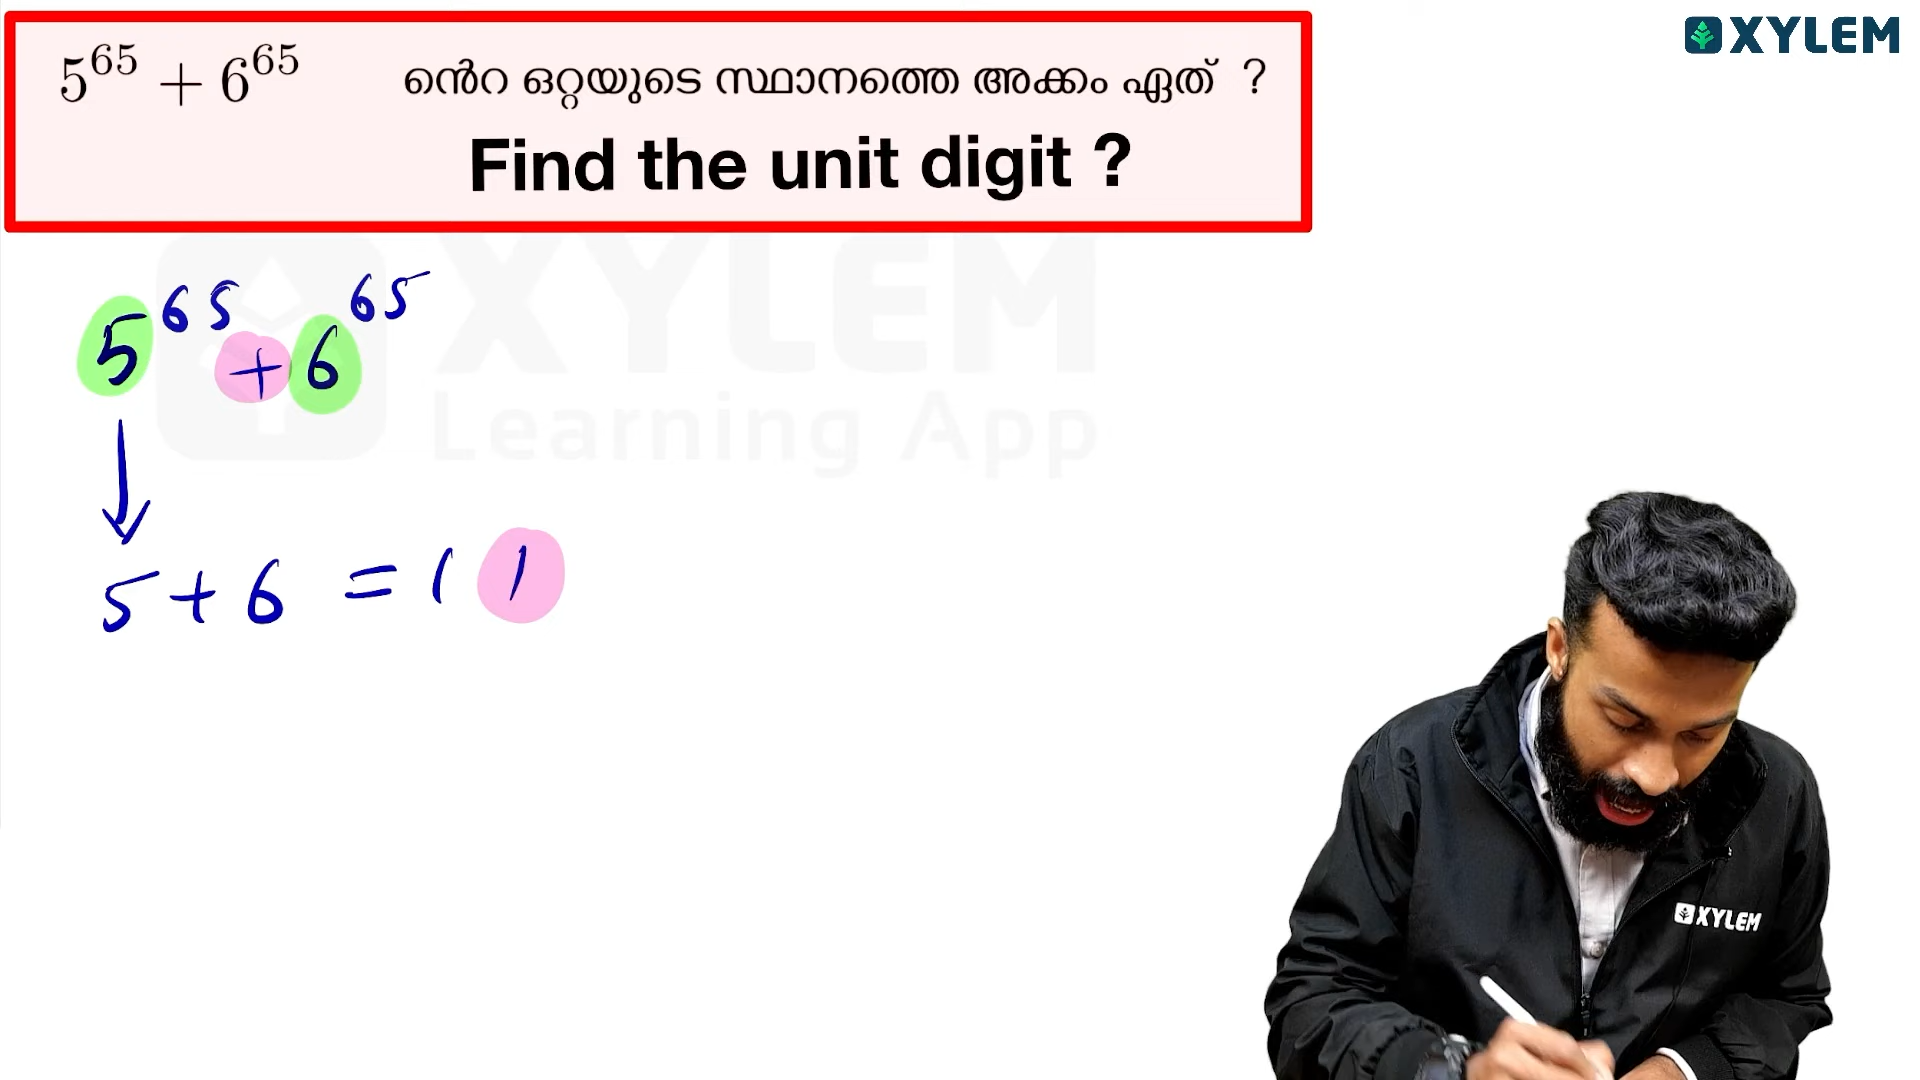 XYLEM
5^65 + 6^65 ന്റെ ഒറ്റയുടെ സ്ഥാനത്തെ അക്കം ഏത് ?
Find the unit digit ?
XYLEM
Learning App
5^65 + 6^65
5 + 6 = 11
XYLEM